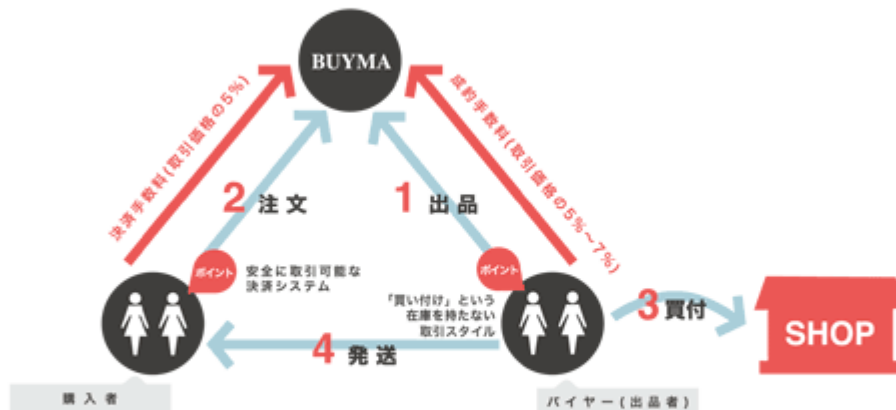 BUYMA
決済手数料(取引価格の5%)
成約手数料(取引価格の5%〜7%)
2 注文
1 出品
ポイント
安全に取引可能な
決済システム
ポイント
「買い付け」という
在庫を持たない
取引スタイル
3 買付
SHOP
4 発送
購入者
バイヤー(出品者)